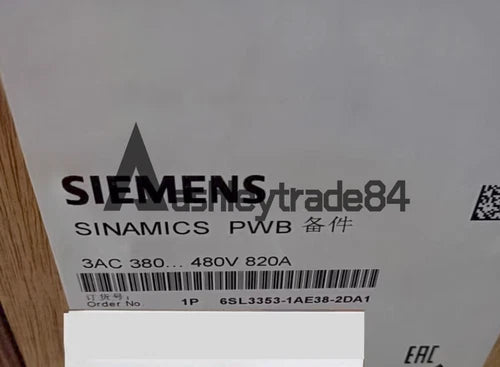 SIEMENS
Ashleytrade84
SINAMICS PWB 备件
3AC 380... 480V 820A
订货号:
Order No. 1P 6SL3353-1AE38-2DA1
EAC